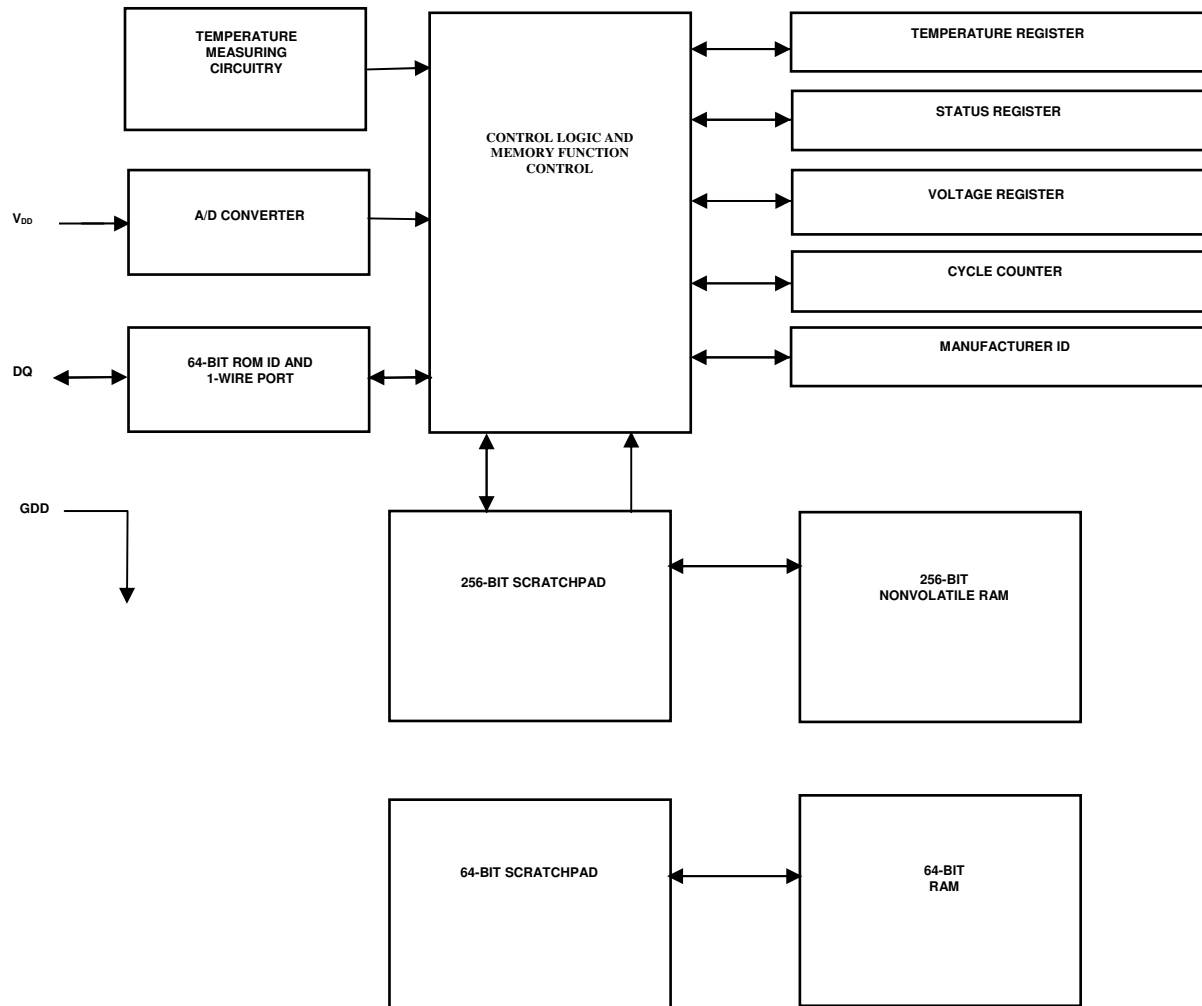 TEMPERATURE
MEASURING
CIRCUITRY
CONTROL LOGIC AND
MEMORY FUNCTION
CONTROL
TEMPERATURE REGISTER
STATUS REGISTER
VOLTAGE REGISTER
CYCLE COUNTER
MANUFACTURER ID
VDD
A/D CONVERTER
DQ
64-BIT ROM ID AND
1-WIRE PORT
GDD
256-BIT SCRATCHPAD
256-BIT
NONVOLATILE RAM
64-BIT SCRATCHPAD
64-BIT
RAM